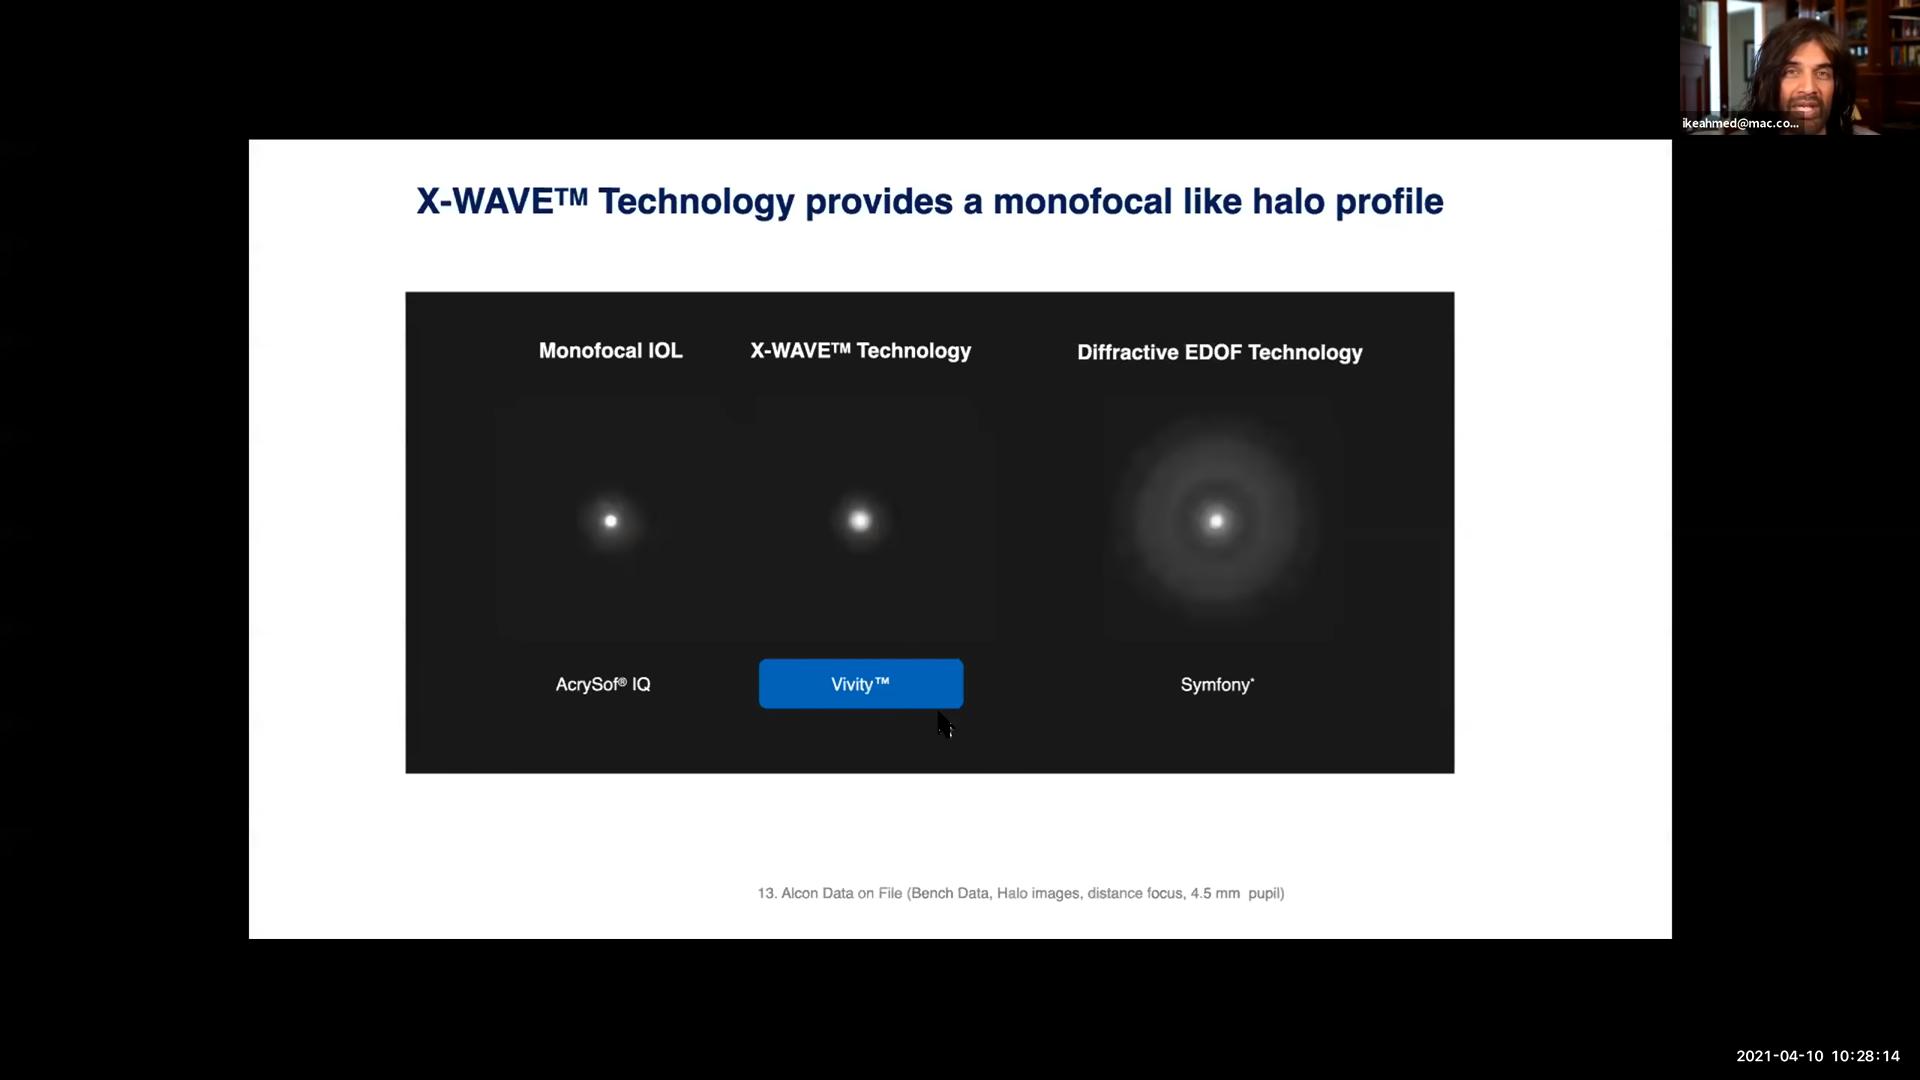 ikeahmed@mac.co...
X-WAVE™ Technology provides a monofocal like halo profile
Monofocal IOL
X-WAVE™ Technology
Diffractive EDOF Technology
AcrySof® IQ
Vivity™
Symfony*
13. Alcon Data on File (Bench Data, Halo images, distance focus, 4.5 mm pupil)
2021-04-10 10:28:14